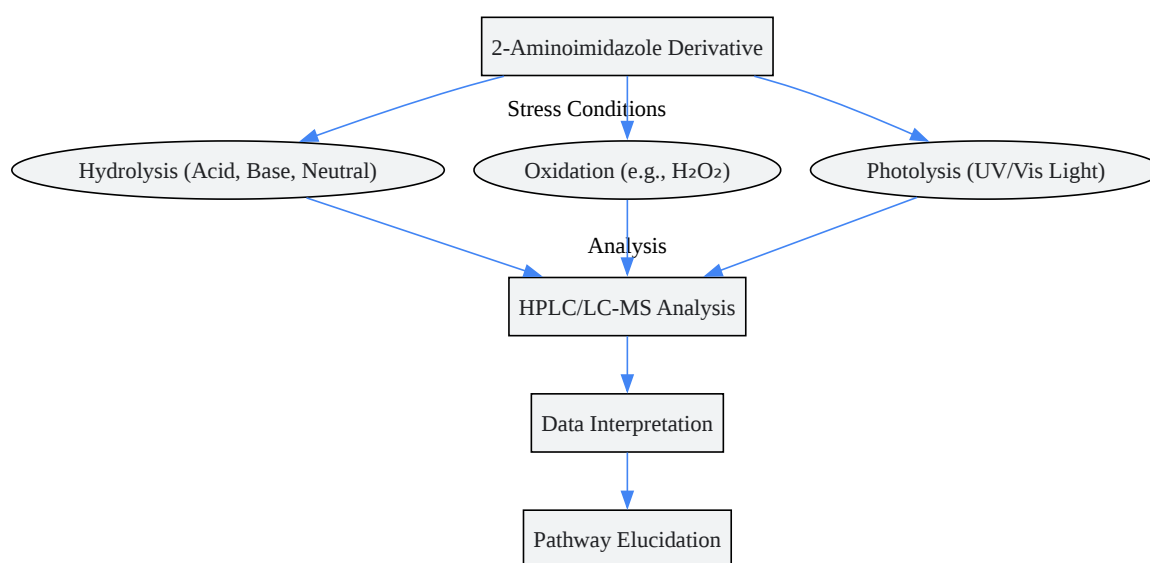 2-Aminoimidazole Derivative
Stress Conditions
Hydrolysis (Acid, Base, Neutral)
Oxidation (e.g., H₂O₂)
Photolysis (UV/Vis Light)
Analysis
HPLC/LC-MS Analysis
Data Interpretation
Pathway Elucidation